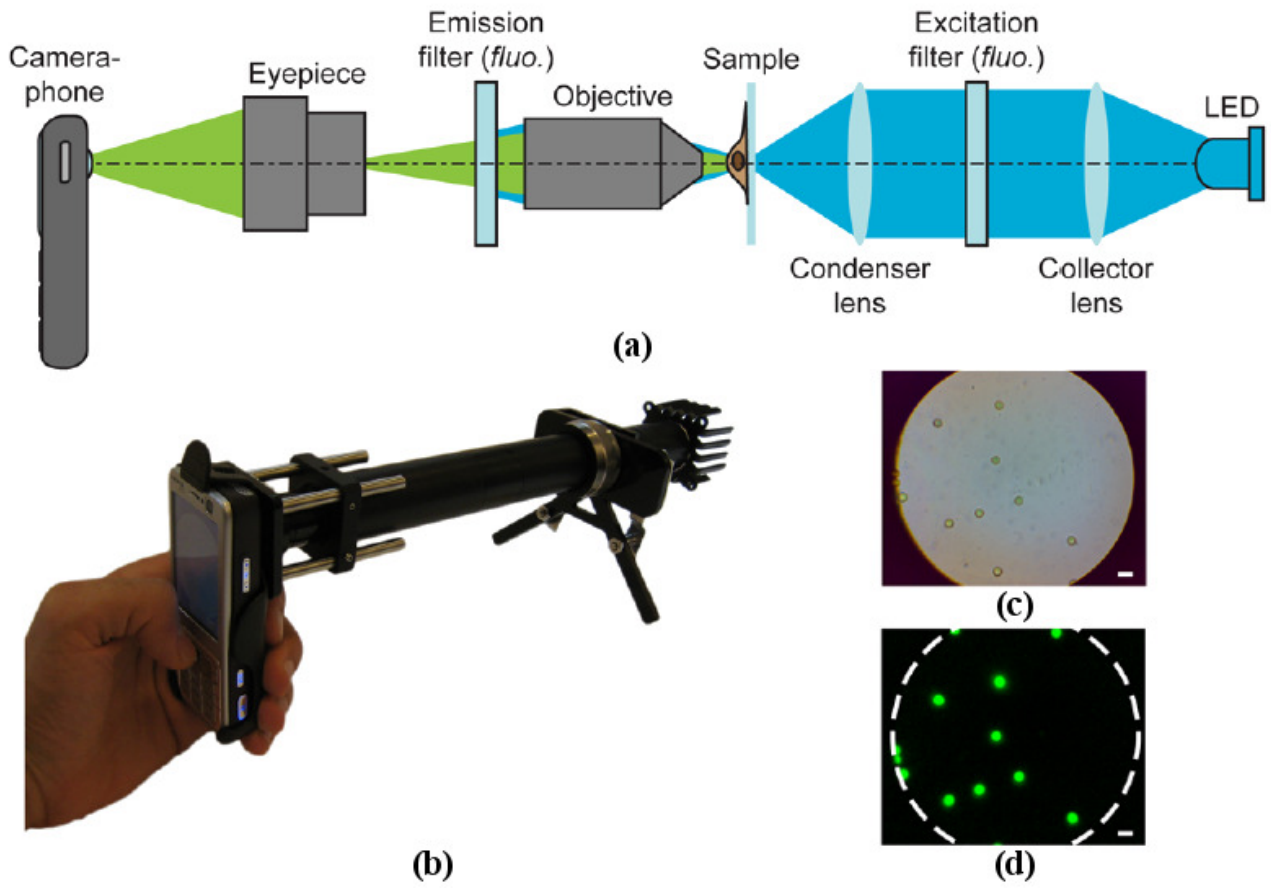 Camera-
phone
Eyepiece
Emission
filter (fluo.)
Objective
Sample
Excitation
filter (fluo.)
LED
Condenser
lens
Collector
lens
(a)
(b)
(c)
(d)